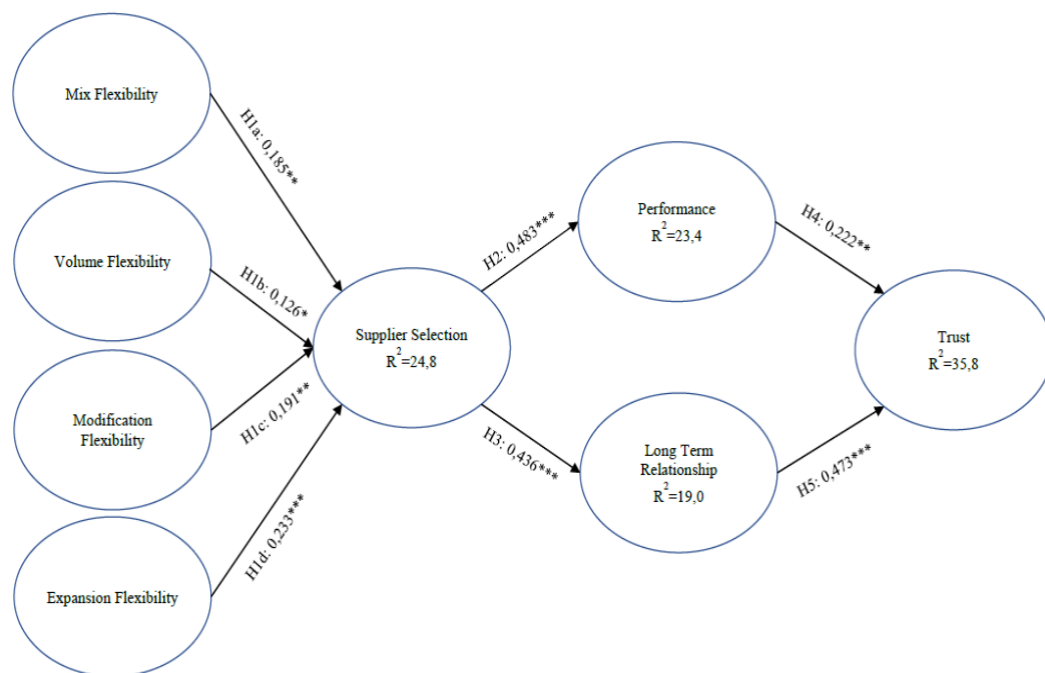 Mix Flexibility
H1a: 0,185**
Volume Flexibility
H1b: 0,126*
Modification
Flexibility
H1c: 0,191**
Expansion Flexibility
H1d: 0,233***
Supplier Selection
R²=24,8
H2: 0,483***
H3: 0,436***
Performance
R²=23,4
Long Term
Relationship
R²=19,0
H4: 0,222**
H5: 0,473***
Trust
R²=35,8